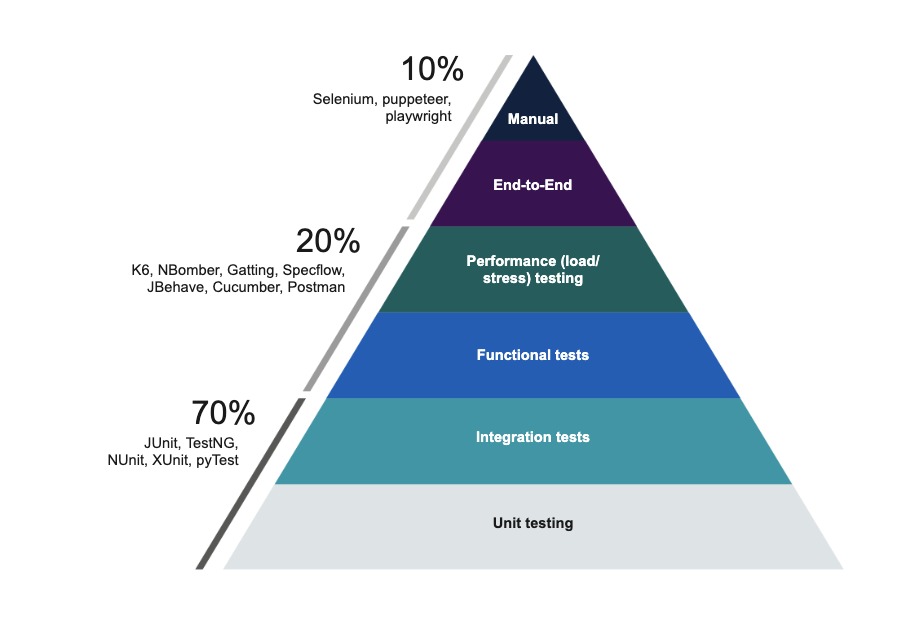 10%
Selenium, puppeteer,
playwright
Manual
End-to-End
20%
K6, NBomber, Gatting, Specflow,
JBehave, Cucumber, Postman
Performance (load/
stress) testing
Functional tests
70%
JUnit, TestNG,
NUnit, XUnit, pyTest
Integration tests
Unit testing